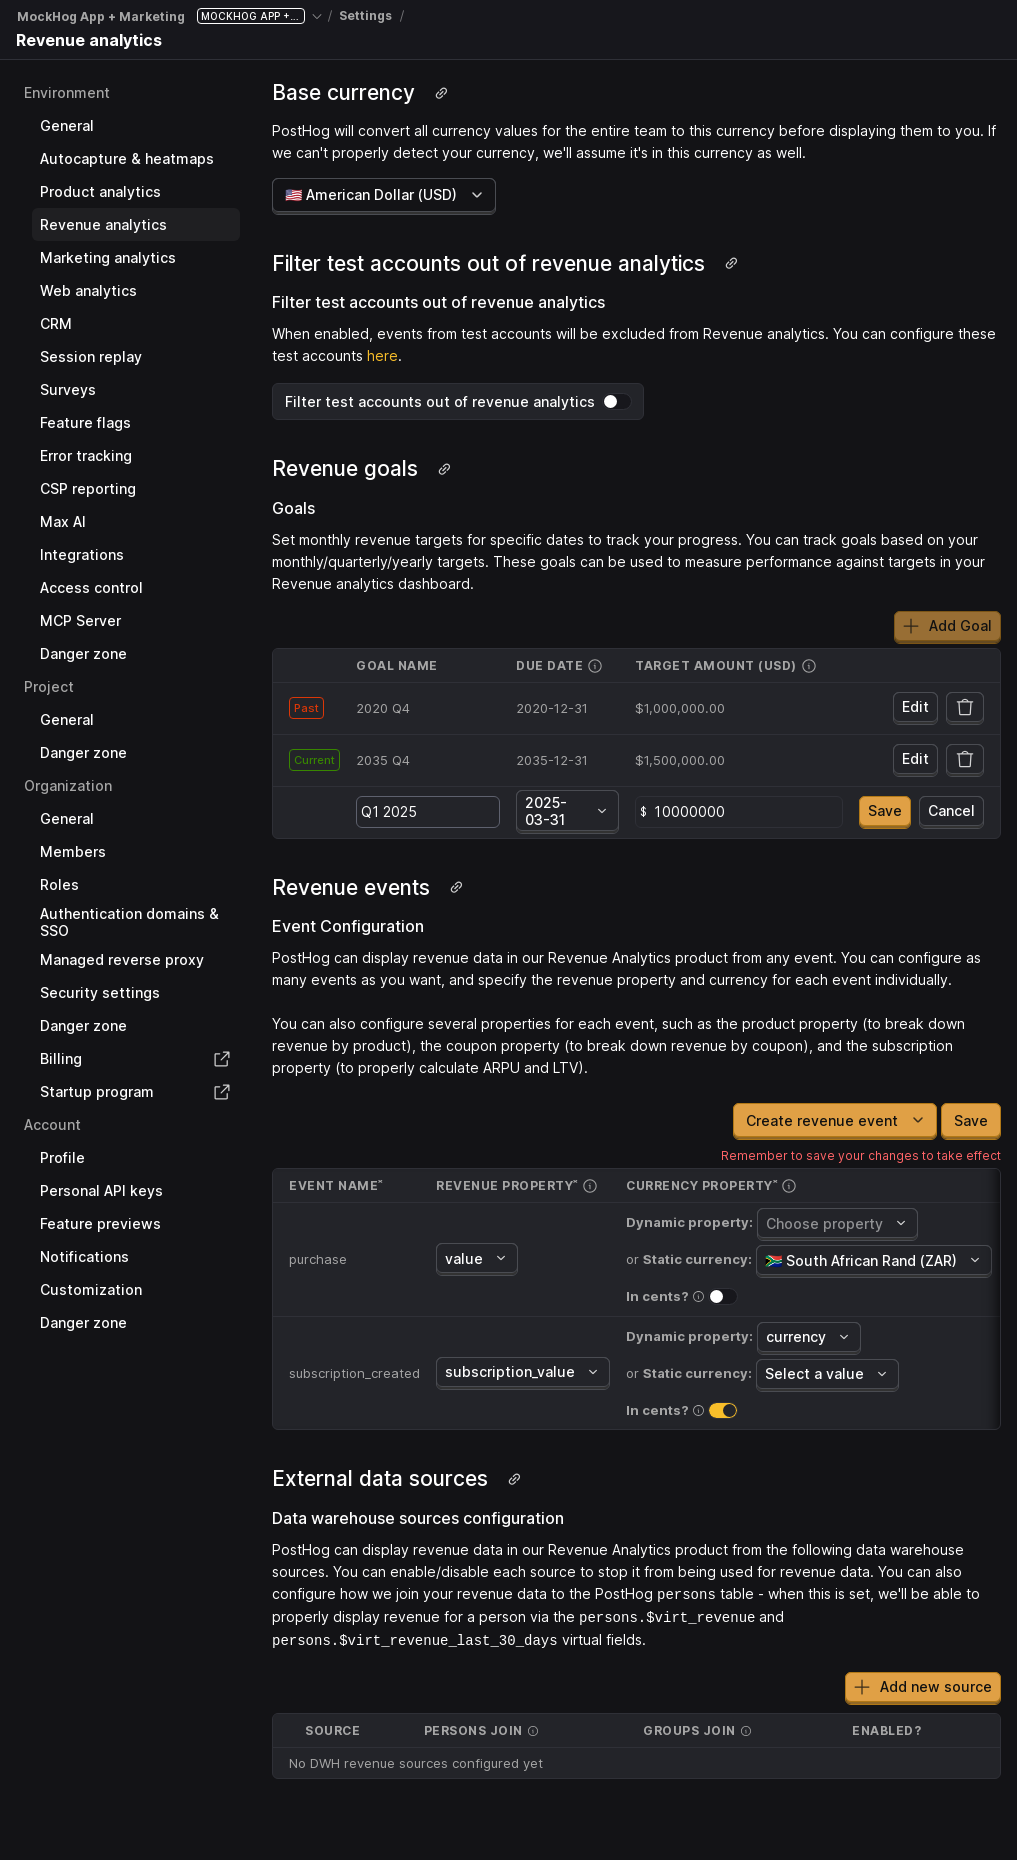 MockHog App + Marketing MOCKHOG APP +... / Settings /
Revenue analytics
Environment
General
Autocapture & heatmaps
Product analytics
Revenue analytics
Marketing analytics
Web analytics
CRM
Session replay
Surveys
Feature flags
Error tracking
CSP reporting
Max AI
Integrations
Access control
MCP Server
Danger zone
Project
General
Danger zone
Organization
General
Members
Roles
Authentication domains &
SSO
Managed reverse proxy
Security settings
Danger zone
Billing
Startup program
Account
Profile
Personal API keys
Feature previews
Notifications
Customization
Danger zone
Base currency
PostHog will convert all currency values for the entire team to this currency before displaying them to you. If
we can't properly detect your currency, we'll assume it's in this currency as well.
🇺🇸 American Dollar (USD)
Filter test accounts out of revenue analytics
Filter test accounts out of revenue analytics
When enabled, events from test accounts will be excluded from Revenue analytics. You can configure these
test accounts here.
Filter test accounts out of revenue analytics
Revenue goals
Goals
Set monthly revenue targets for specific dates to track your progress. You can track goals based on your
monthly/quarterly/yearly targets. These goals can be used to measure performance against targets in your
Revenue analytics dashboard.
Add Goal
GOAL NAME DUE DATE TARGET AMOUNT (USD)
Past 2020 Q4 2020-12-31 $1,000,000.00 Edit
Current 2035 Q4 2035-12-31 $1,500,000.00 Edit
Q1 2025 2025-
03-31 $ 10000000 Save Cancel
Revenue events
Event Configuration
PostHog can display revenue data in our Revenue Analytics product from any event. You can configure as
many events as you want, and specify the revenue property and currency for each event individually.
You can also configure several properties for each event, such as the product property (to break down
revenue by product), the coupon property (to break down revenue by coupon), and the subscription
property (to properly calculate ARPU and LTV).
Create revenue event Save
Remember to save your changes to take effect
EVENT NAME* REVENUE PROPERTY* CURRENCY PROPERTY*
Dynamic property: Choose property
purchase value or Static currency: 🇿🇦 South African Rand (ZAR)
In cents?
Dynamic property: currency
subscription_created subscription_value or Static currency: Select a value
In cents?
External data sources
Data warehouse sources configuration
PostHog can display revenue data in our Revenue Analytics product from the following data warehouse
sources. You can enable/disable each source to stop it from being used for revenue data. You can also
configure how we join your revenue data to the PostHog persons table - when this is set, we'll be able to
properly display revenue for a person via the persons.$virt_revenue and
persons.$virt_revenue_last_30_days virtual fields.
Add new source
SOURCE PERSONS JOIN GROUPS JOIN ENABLED?
No DWH revenue sources configured yet